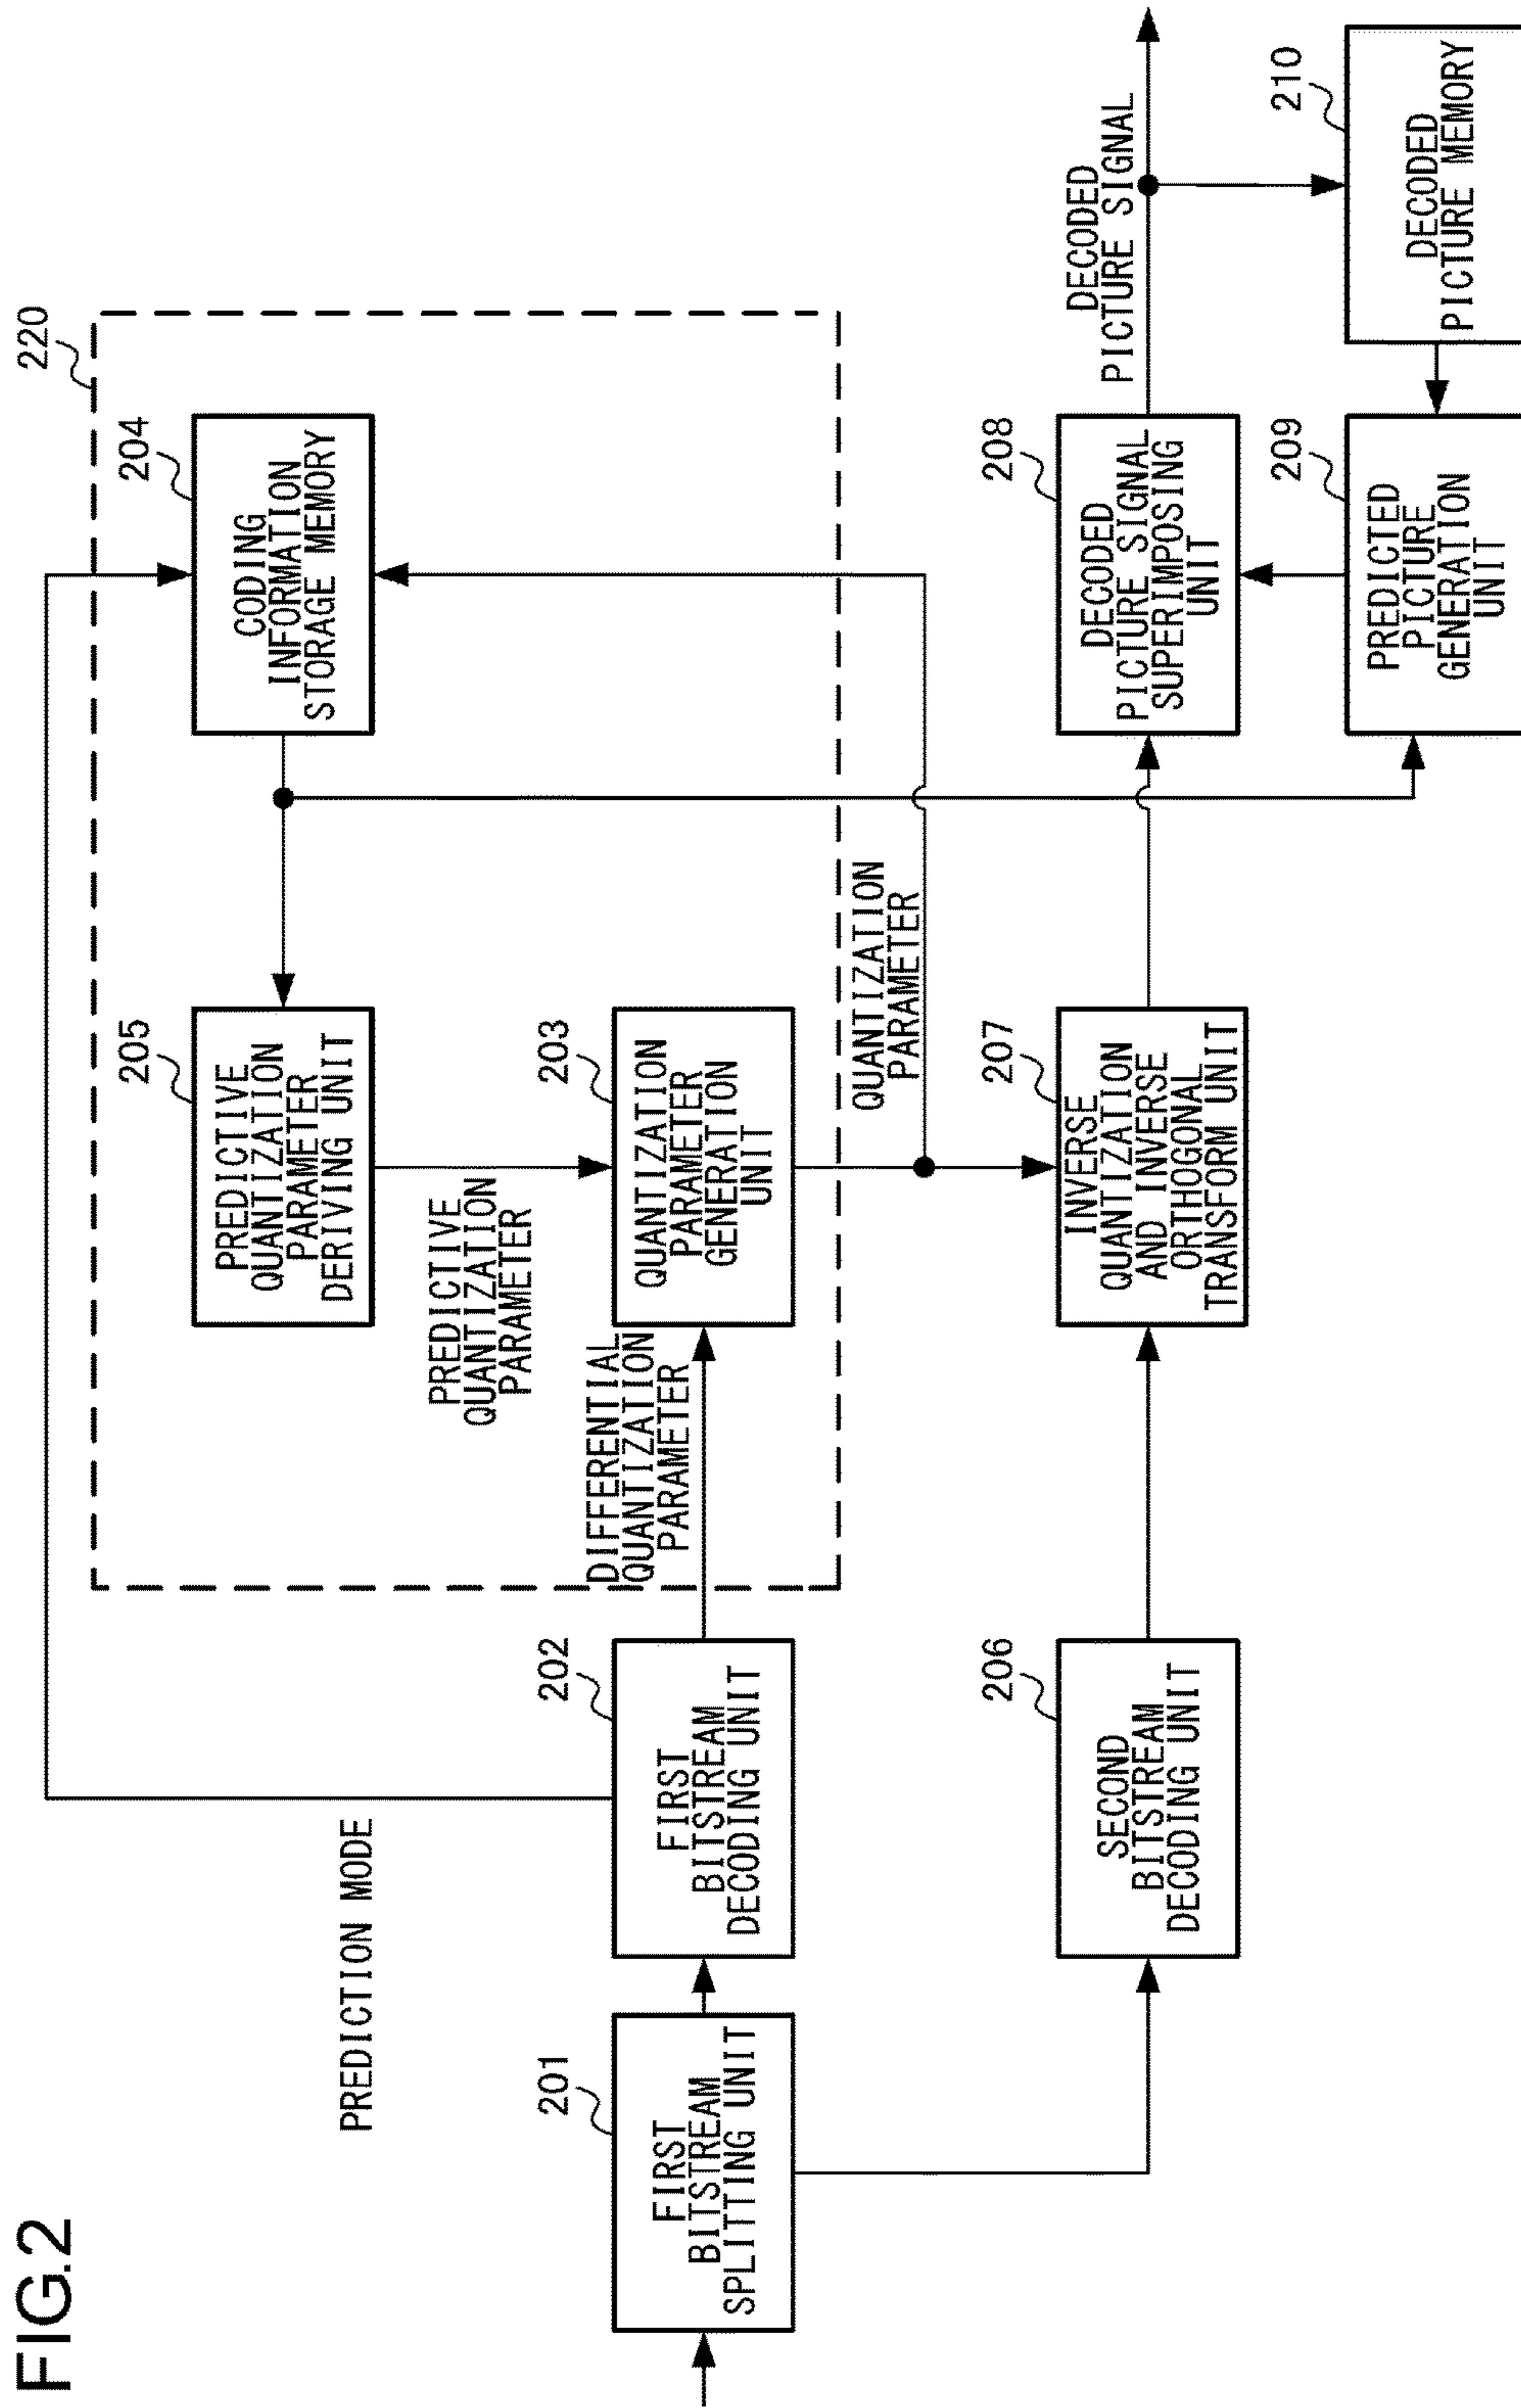 FIG.2
220
204
CODING
INFORMATION
STORAGE MEMORY
205
PREDICTIVE
QUANTIZATION
PARAMETER
DERIVING UNIT
PREDICTION MODE
PREDICTIVE
QUANTIZATION
PARAMETER
201
FIRST
BITSTREAM
SPLITTING UNIT
202
FIRST
BITSTREAM
DECODING UNIT
DIFFERENTIAL
QUANTIZATION
PARAMETER
203
QUANTIZATION
PARAMETER
GENERATION
UNIT
QUANTIZATION
PARAMETER
206
SECOND
BITSTREAM
DECODING UNIT
207
INVERSE
QUANTIZATION
AND INVERSE
ORTHOGONAL
TRANSFORM UNIT
208
DECODED
PICTURE SIGNAL
SUPERIMPOSING
UNIT
DECODED
PICTURE SIGNAL
209
PREDICTED
PICTURE
GENERATION
UNIT
210
DECODED
PICTURE MEMORY